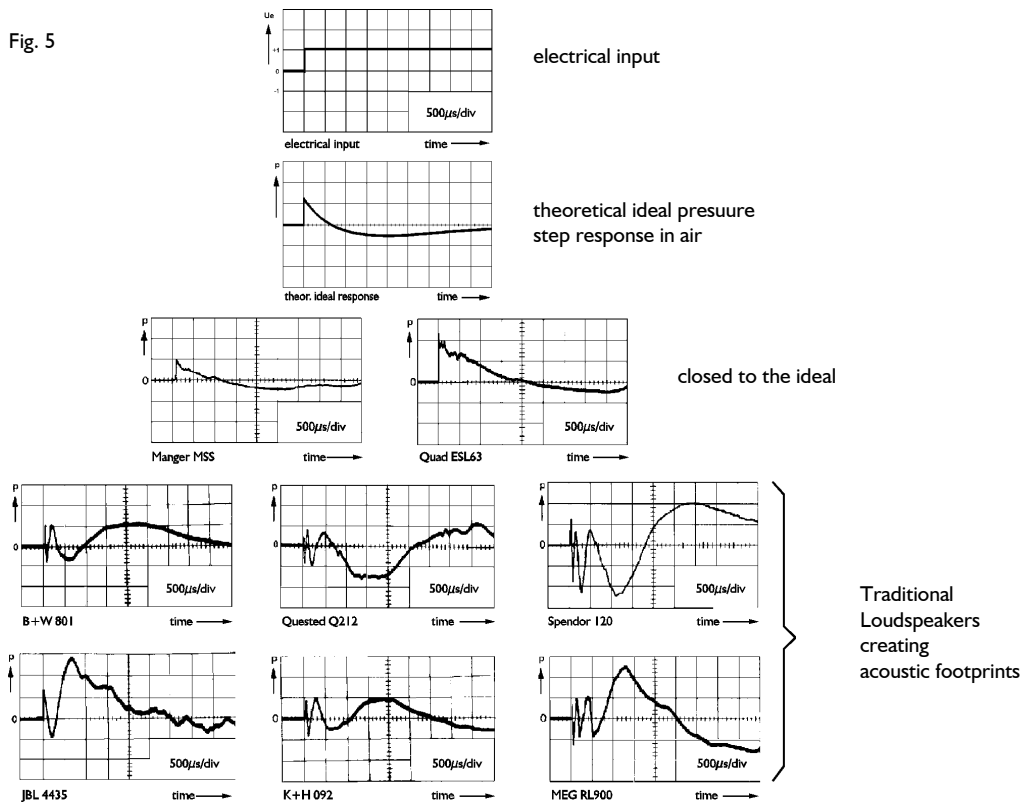 Fig. 5
Ue
+1
0
-1
500µs/div
electrical input time
electrical input
p
theor. ideal response time
theoretical ideal presuure
step response in air
p
0
500µs/div
Manger MSS time
p
0
500µs/div
Quad ESL63 time
closed to the ideal
p
0
500µs/div
B+W 801 time
p
0
500µs/div
Quested Q212 time
p
0
500µs/div
Spendor 120 time
Traditional
Loudspeakers
creating
acoustic footprints
p
0
500µs/div
JBL 4435 time
p
0
500µs/div
K+H 092 time
p
0
500µs/div
MEG RL900 time